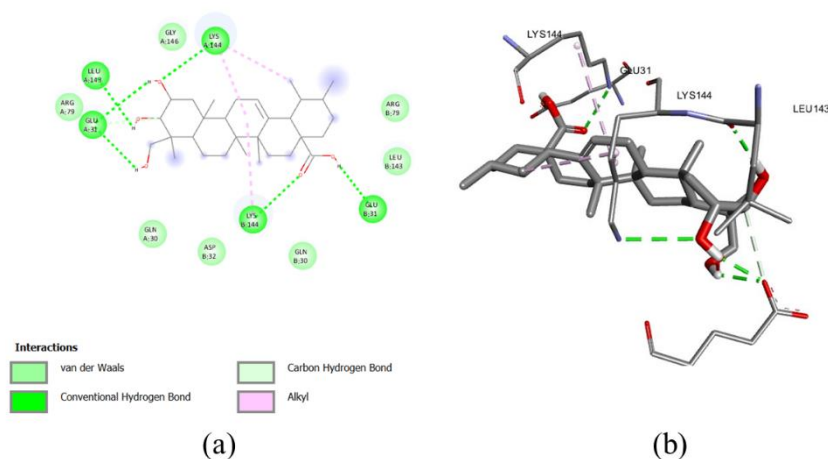 GLY
A:146
LYS
A:144
LEU
ARG
A:79
GLU
A:31
ARG
B:79
LEU
B:143
GLU
B:31
LYS
B:144
GLN
A:30
ASP
B:32
GLN
B:30
H
H
H
H
Interactions
van der Waals
Conventional Hydrogen Bond
Carbon Hydrogen Bond
Alkyl
(a)
LYS144
GLU31
LYS144
LEU143
(b)